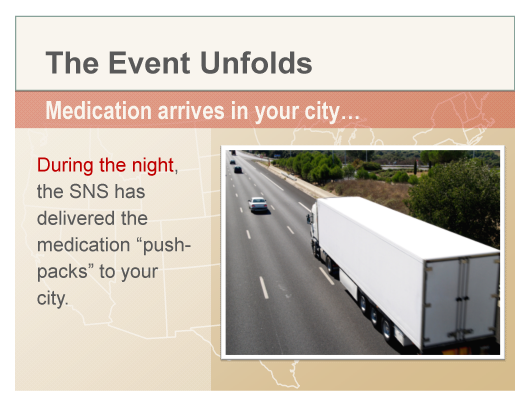 The Event Unfolds
Medication arrives in your city…
During the night,
the SNS has
delivered the
medication “push-
packs” to your
city.